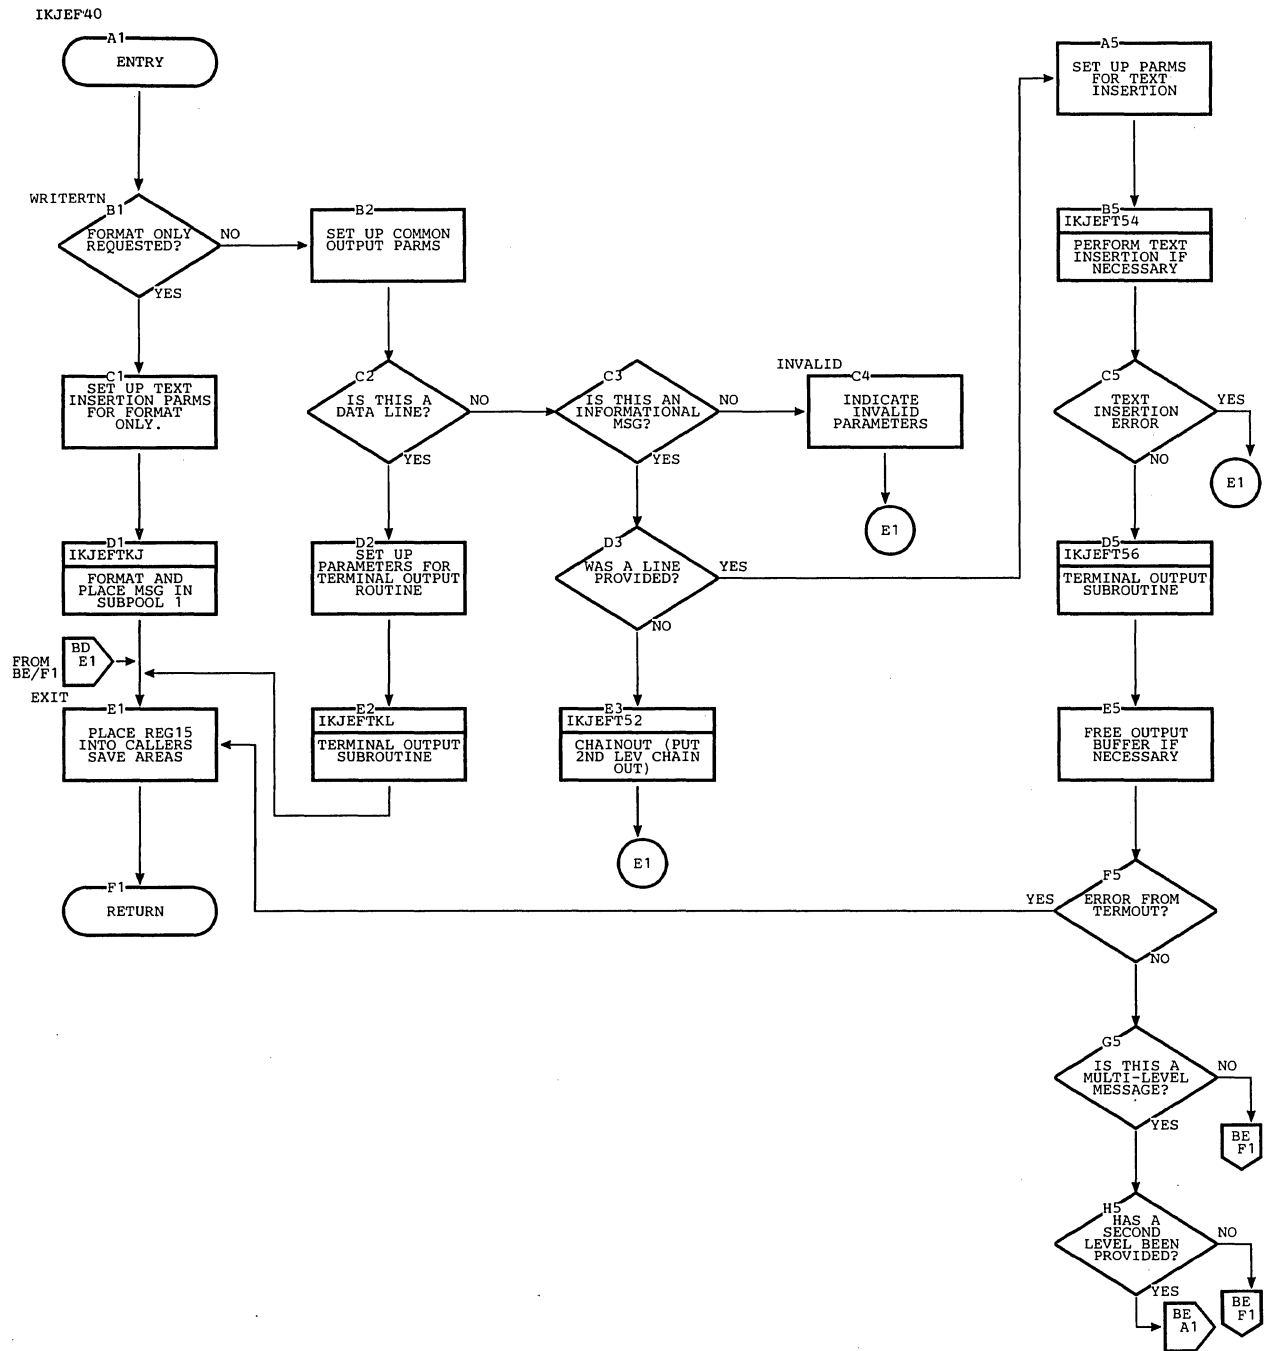 IKJEF40
A1
ENTRY
WRITERTN
B1
FORMAT ONLY
REQUESTED?
NO
YES
C1
SET UP TEXT
INSERTION PARMS
FOR FORMAT
ONLY.
D1
IKJEFTKJ
FORMAT AND
PLACE MSG IN
SUBPOOL 1
FROM
BE/F1
BD
E1
EXIT
E1
PLACE REG15
INTO CALLERS
SAVE AREAS
F1
RETURN
B2
SET UP COMMON
OUTPUT PARMS
C2
IS THIS A
DATA LINE?
NO
YES
D2
SET UP
PARAMETERS FOR
TERMINAL OUTPUT
ROUTINE
E2
IKJEFTKL
TERMINAL OUTPUT
SUBROUTINE
C3
IS THIS AN
INFORMATIONAL
MSG?
NO
YES
D3
WAS A LINE
PROVIDED?
YES
NO
E3
IKJEFT52
CHAINOUT (PUT
2ND LEV CHAIN
OUT)
E1
INVALID
C4
INDICATE
INVALID
PARAMETERS
E1
A5
SET UP PARMS
FOR TEXT
INSERTION
B5
IKJEFT54
PERFORM TEXT
INSERTION IF
NECESSARY
C5
TEXT
INSERTION
ERROR
YES
NO
E1
D5
IKJEFT56
TERMINAL OUTPUT
SUBROUTINE
E5
FREE OUTPUT
BUFFER IF
NECESSARY
F5
ERROR FROM
TERMOUT?
YES
NO
G5
IS THIS A
MULTI-LEVEL
MESSAGE?
NO
YES
BE
F1
H5
HAS A
SECOND
LEVEL BEEN
PROVIDED?
NO
YES
BE
F1
BE
A1